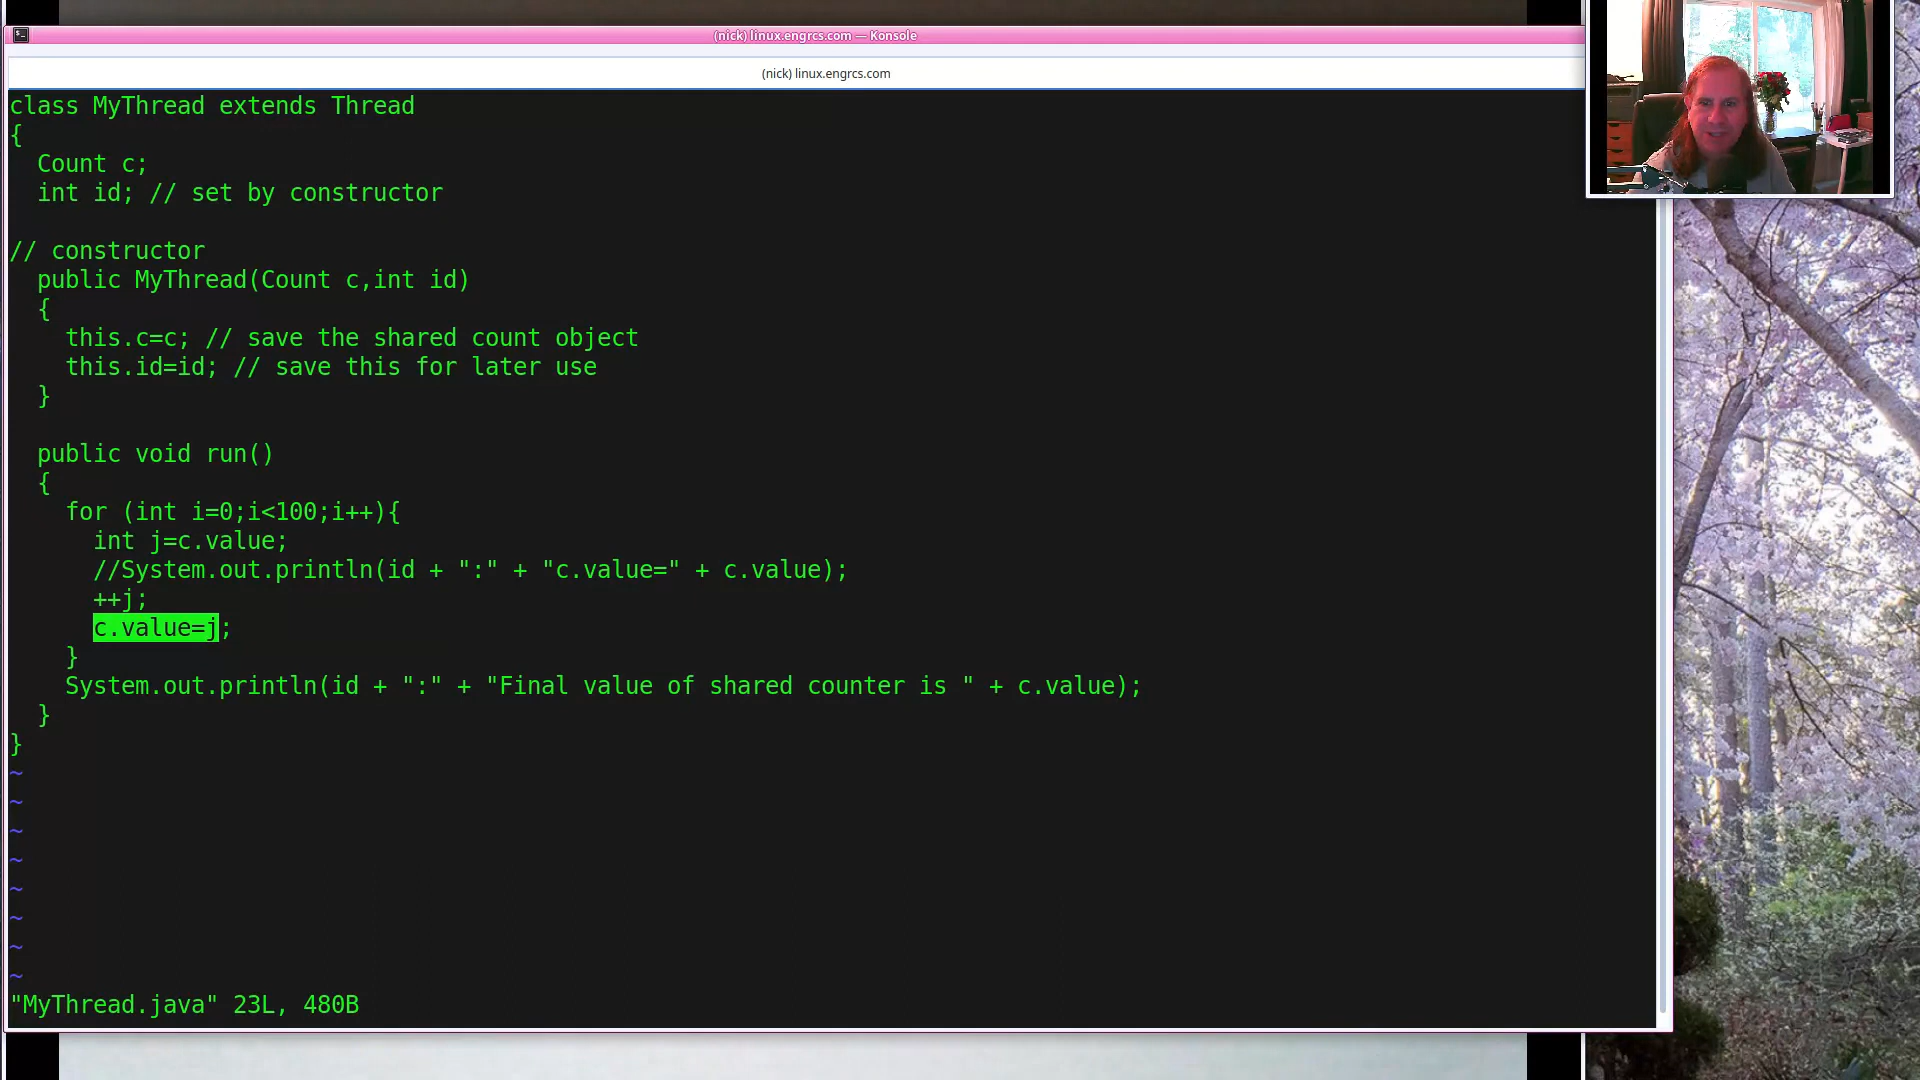 (nick) linux.engrcs.com — Konsole
(nick) linux.engrcs.com
class MyThread extends Thread
{
  Count c;
  int id; // set by constructor

// constructor
  public MyThread(Count c,int id)
  {
    this.c=c; // save the shared count object
    this.id=id; // save this for later use
  }

  public void run()
  {
    for (int i=0;i<100;i++){
      int j=c.value;
      //System.out.println(id + ":" + "c.value=" + c.value);
      ++j;
      c.value=j;
    }
    System.out.println(id + ":" + "Final value of shared counter is " + c.value);
  }
}
~
~
~
~
~
~
~
~
"MyThread.java" 23L, 480B